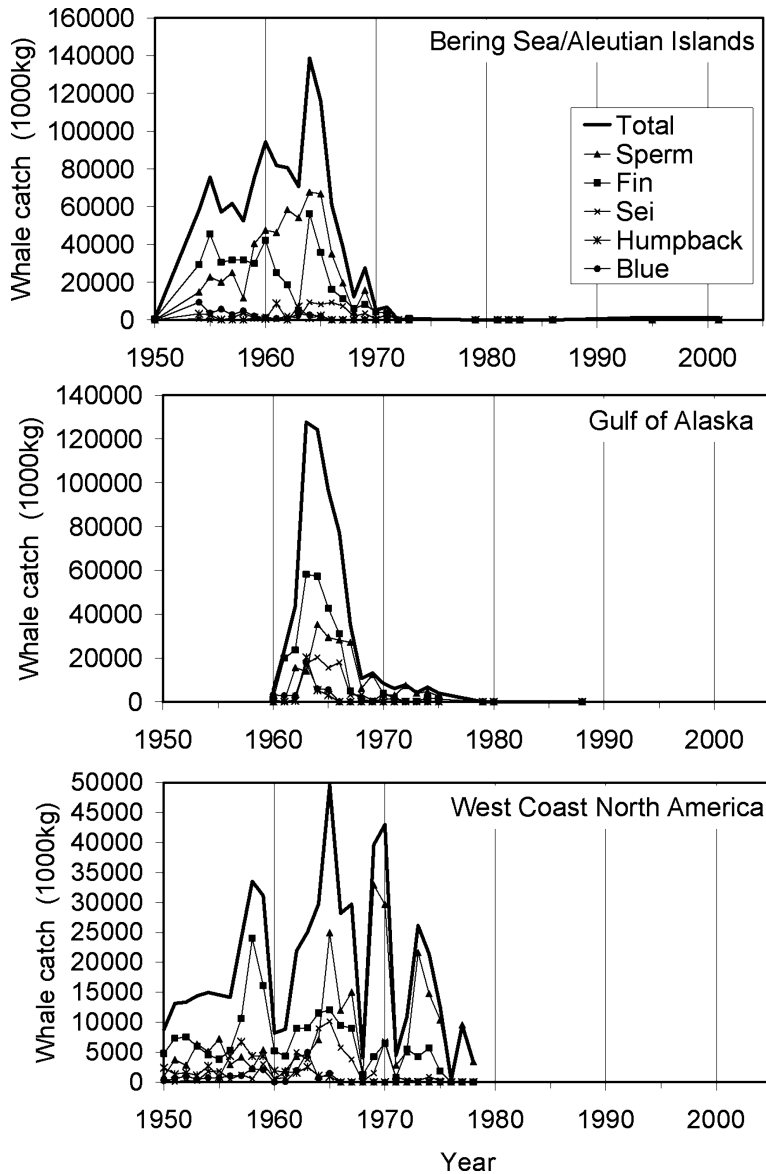 Whale catch (1000kg)
160000
140000
120000
100000
80000
60000
40000
20000
0
Bering Sea/Aleutian Islands
Total
Sperm
Fin
Sei
Humpback
Blue
1950 1960 1970 1980 1990 2000
Whale catch (1000kg)
140000
120000
100000
80000
60000
40000
20000
0
Gulf of Alaska
1950 1960 1970 1980 1990 2000
Whale catch (1000kg)
50000
45000
40000
35000
30000
25000
20000
15000
10000
5000
0
West Coast North America
1950 1960 1970 1980 1990 2000
Year